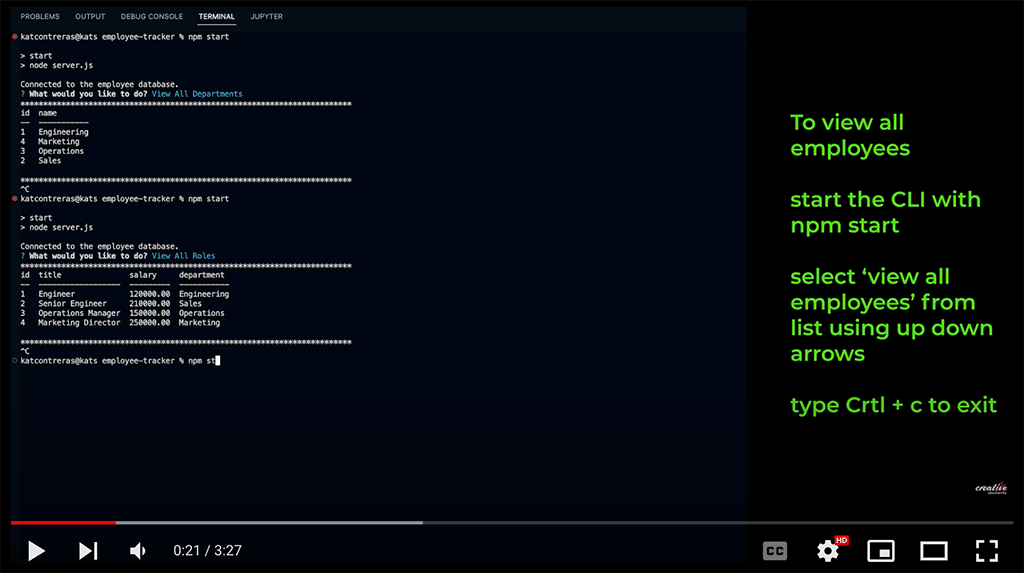 PROBLEMS OUTPUT DEBUG CONSOLE TERMINAL JUPYTER
katcontreras@kats employee-tracker % npm start
> start
> node server.js
Connected to the employee database.
? What would you like to do? View All Departments
********************************************************************************
id name
-- -----------
1 Engineering
4 Marketing
3 Operations
2 Sales
********************************************************************************
^C
katcontreras@kats employee-tracker % npm start
> start
> node server.js
Connected to the employee database.
? What would you like to do? View All Roles
********************************************************************************
id title salary department
-- ------------------ --------- -----------
1 Engineer 120000.00 Engineering
2 Senior Engineer 210000.00 Sales
3 Operations Manager 150000.00 Operations
4 Marketing Director 250000.00 Marketing
********************************************************************************
^C
katcontreras@kats employee-tracker % npm st
To view all
employees
start the CLI with
npm start
select ‘view all
employees’ from
list using up down
arrows
type Crtl + c to exit
creative
0:21 / 3:27
CC
HD